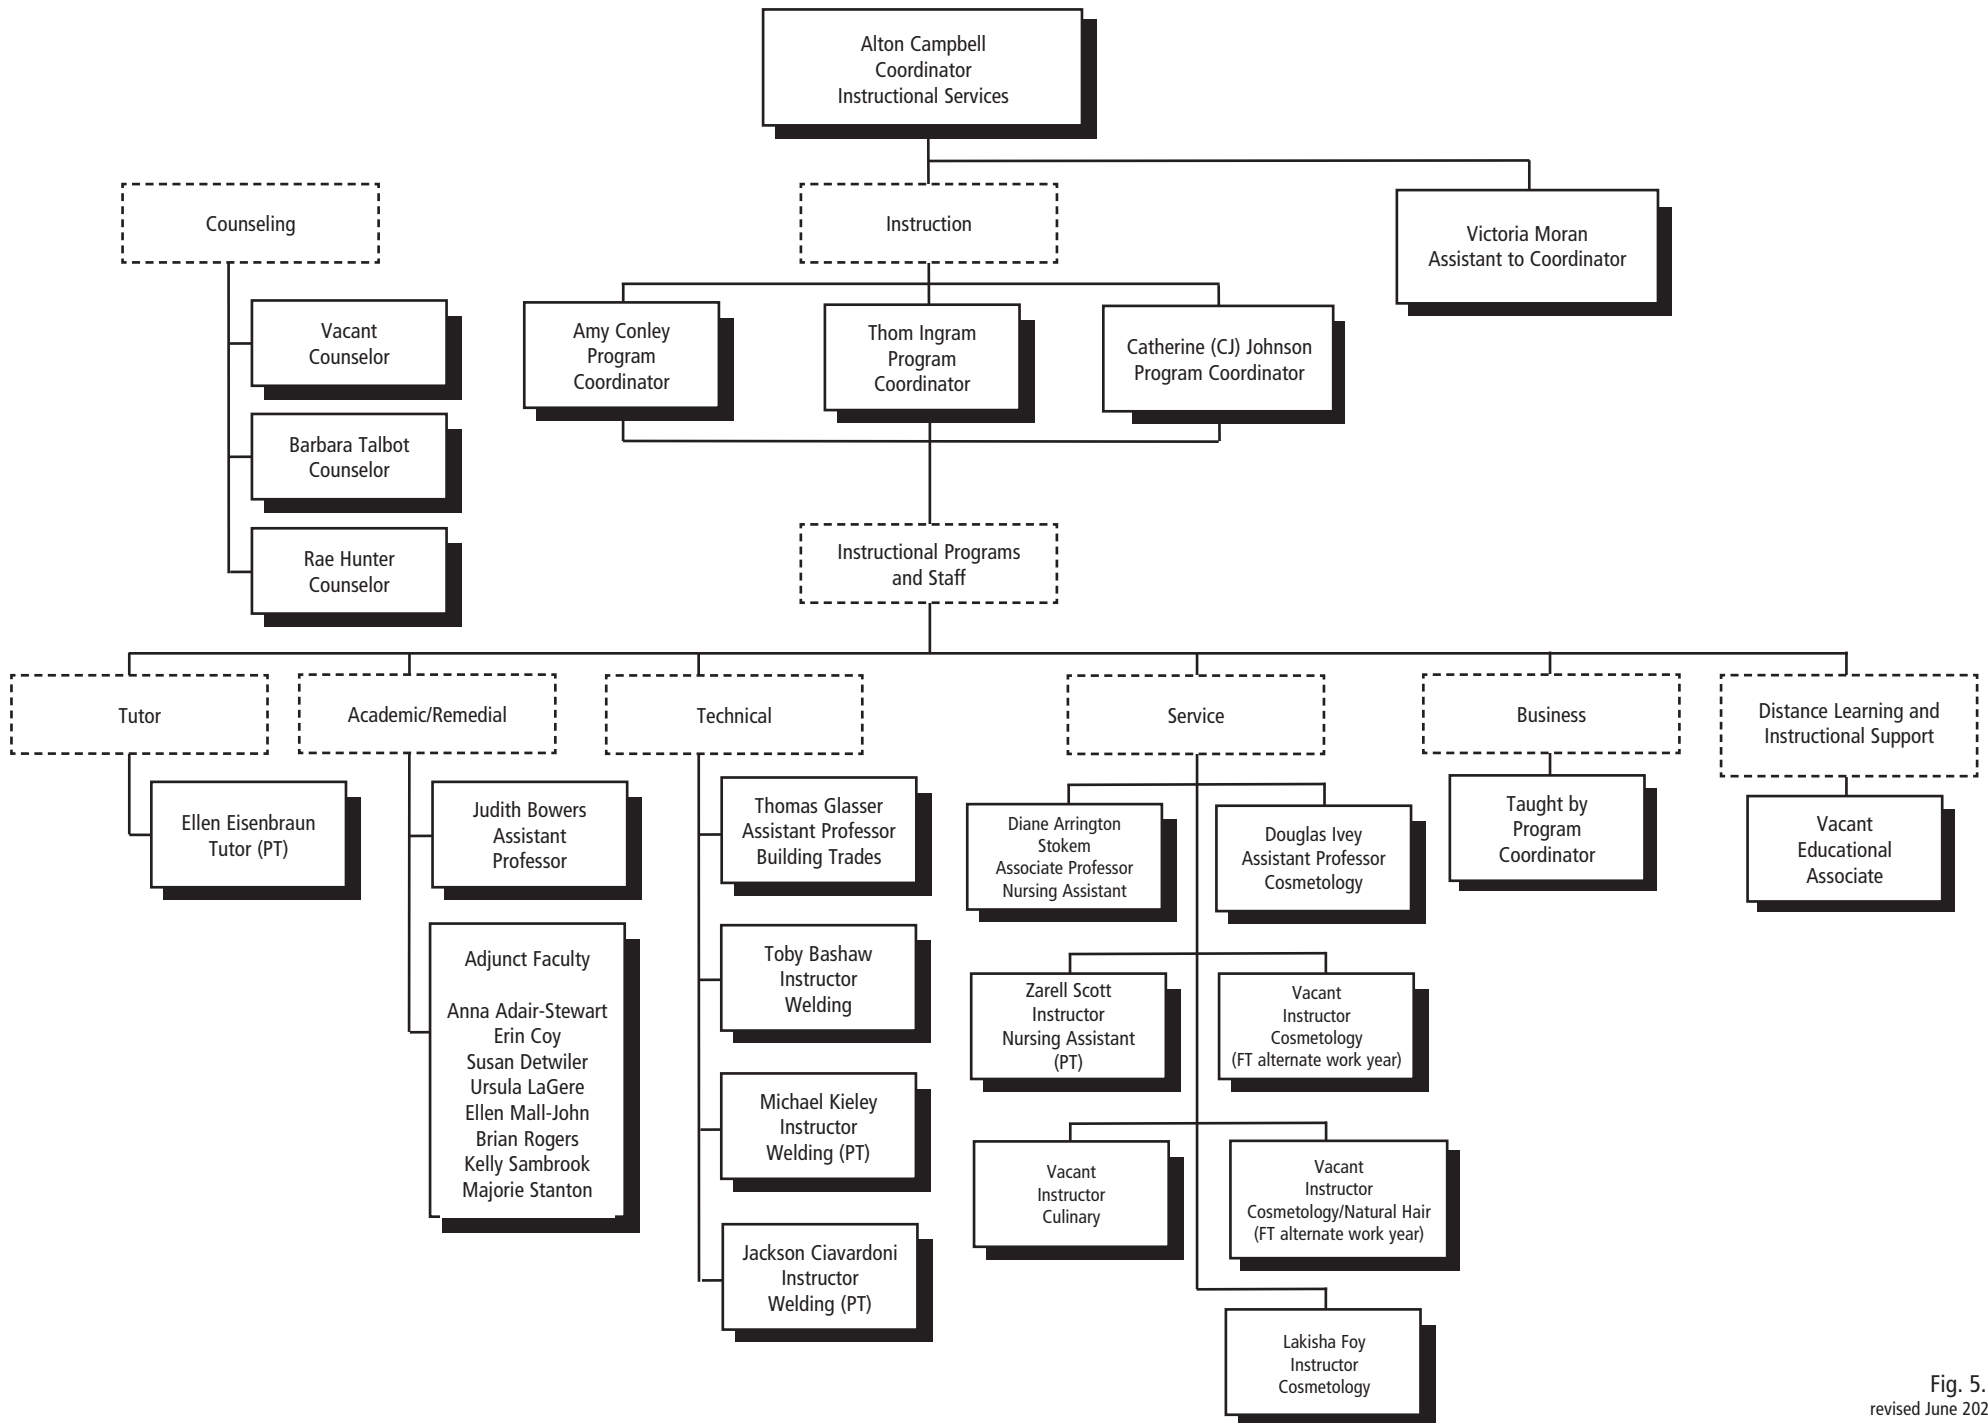 Alton Campbell
Coordinator
Instructional Services
Counseling
Instruction
Victoria Moran
Assistant to Coordinator
Vacant
Counselor
Barbara Talbot
Counselor
Rae Hunter
Counselor
Amy Conley
Program
Coordinator
Thom Ingram
Program
Coordinator
Catherine (CJ) Johnson
Program Coordinator
Instructional Programs
and Staff
Tutor
Academic/Remedial
Technical
Service
Business
Distance Learning and
Instructional Support
Ellen Eisenbraun
Tutor (PT)
Judith Bowers
Assistant
Professor
Adjunct Faculty
Anna Adair-Stewart
Erin Coy
Susan Detwiler
Ursula LaGere
Ellen Mall-John
Brian Rogers
Kelly Sambrook
Majorie Stanton
Thomas Glasser
Assistant Professor
Building Trades
Toby Bashaw
Instructor
Welding
Michael Kieley
Instructor
Welding (PT)
Jackson Ciavardoni
Instructor
Welding (PT)
Diane Arrington
Stokem
Associate Professor
Nursing Assistant
Douglas Ivey
Assistant Professor
Cosmetology
Zarell Scott
Instructor
Nursing Assistant
(PT)
Vacant
Instructor
Cosmetology
(FT alternate work year)
Vacant
Instructor
Culinary
Vacant
Instructor
Cosmetology/Natural Hair
(FT alternate work year)
Lakisha Foy
Instructor
Cosmetology
Taught by
Program
Coordinator
Vacant
Educational
Associate
Fig. 5.
revised June 202